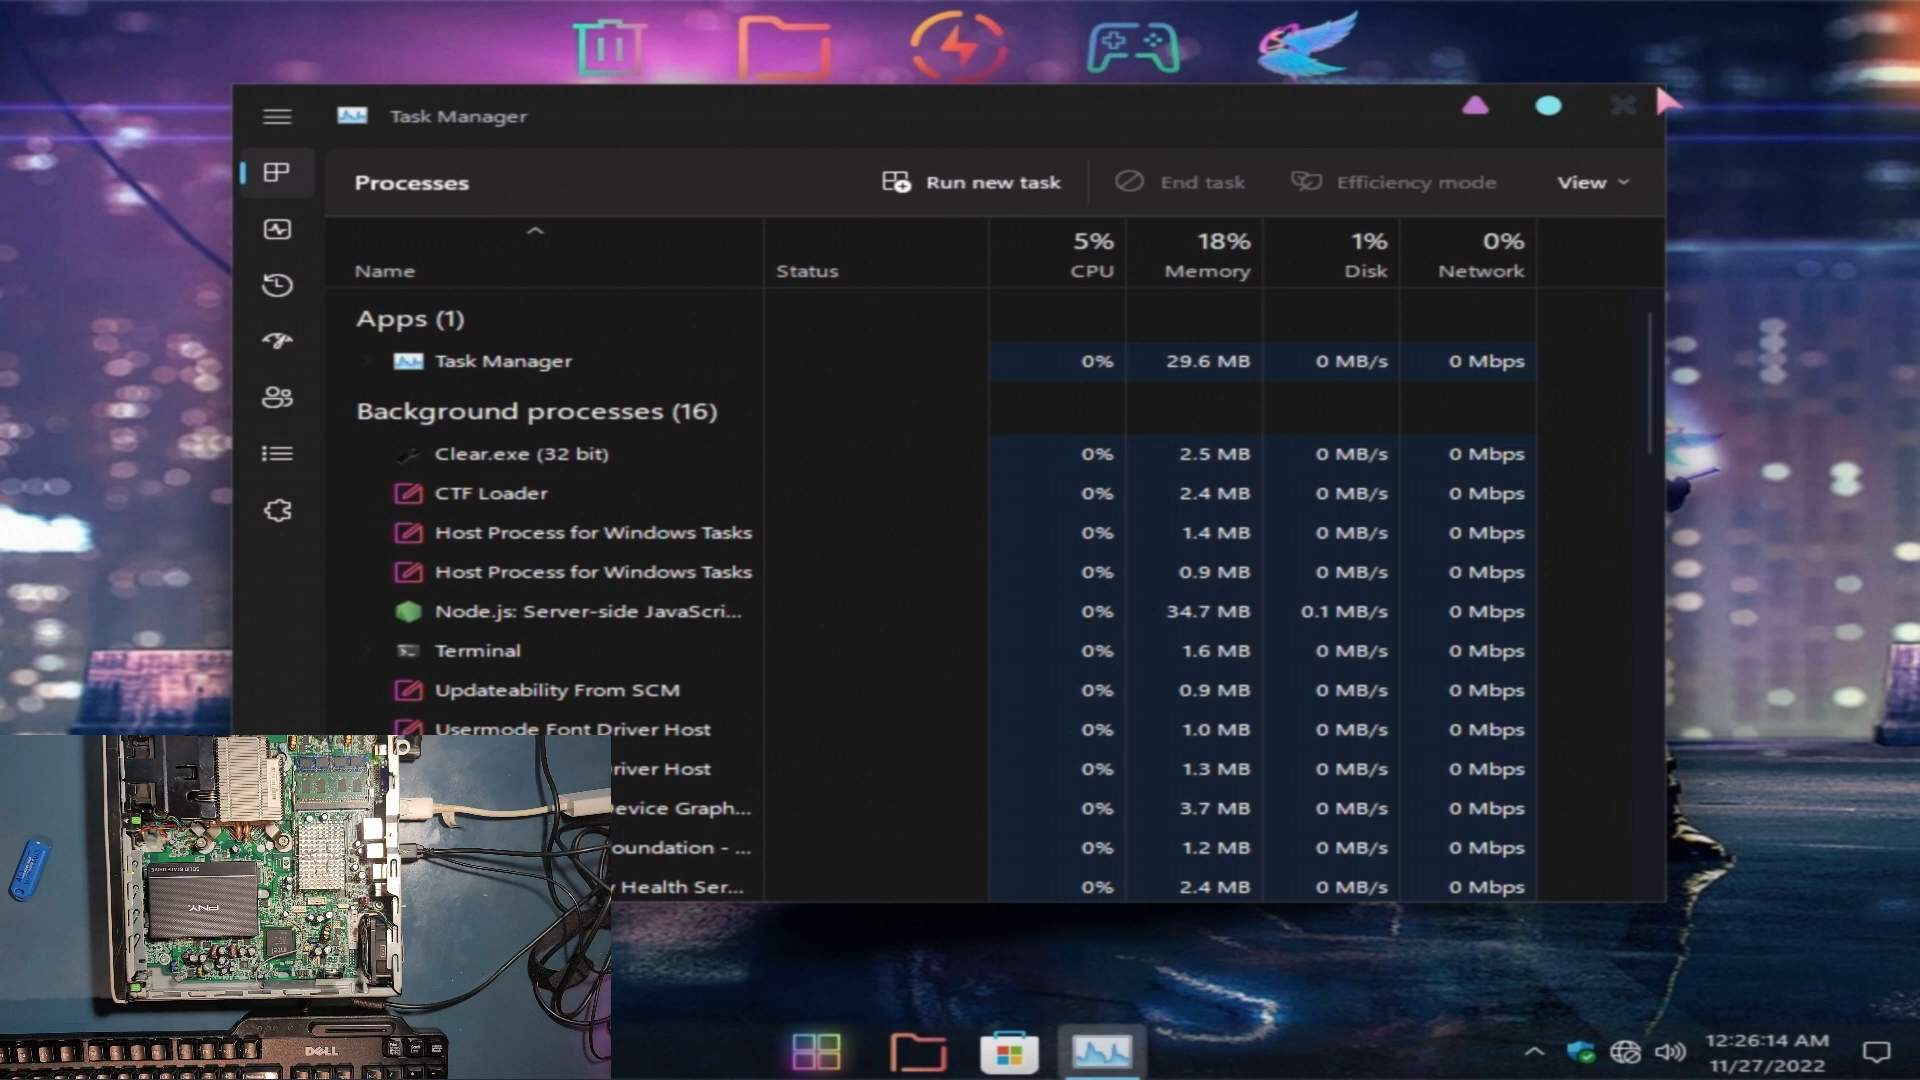 Task Manager
Processes
Run new task
End task
Efficiency mode
View
5% 18% 1% 0%
Name Status CPU Memory Disk Network
Apps (1)
Task Manager 0% 29.6 MB 0 MB/s 0 Mbps
Background processes (16)
Clear.exe (32 bit) 0% 2.5 MB 0 MB/s 0 Mbps
CTF Loader 0% 2.4 MB 0 MB/s 0 Mbps
Host Process for Windows Tasks 0% 1.4 MB 0 MB/s 0 Mbps
Host Process for Windows Tasks 0% 0.9 MB 0 MB/s 0 Mbps
Node.js: Server-side JavaScri... 0% 34.7 MB 0.1 MB/s 0 Mbps
Terminal 0% 1.6 MB 0 MB/s 0 Mbps
Updateability From SCM 0% 0.9 MB 0 MB/s 0 Mbps
Usermode Font Driver Host 0% 1.0 MB 0 MB/s 0 Mbps
river Host 0% 1.3 MB 0 MB/s 0 Mbps
evice Graph... 0% 3.7 MB 0 MB/s 0 Mbps
oundation - ... 0% 1.2 MB 0 MB/s 0 Mbps
y Health Ser... 0% 2.4 MB 0 MB/s 0 Mbps
SOLID STATE DRIVE
PNY
intel
DELL
12:26:14 AM
11/27/2022